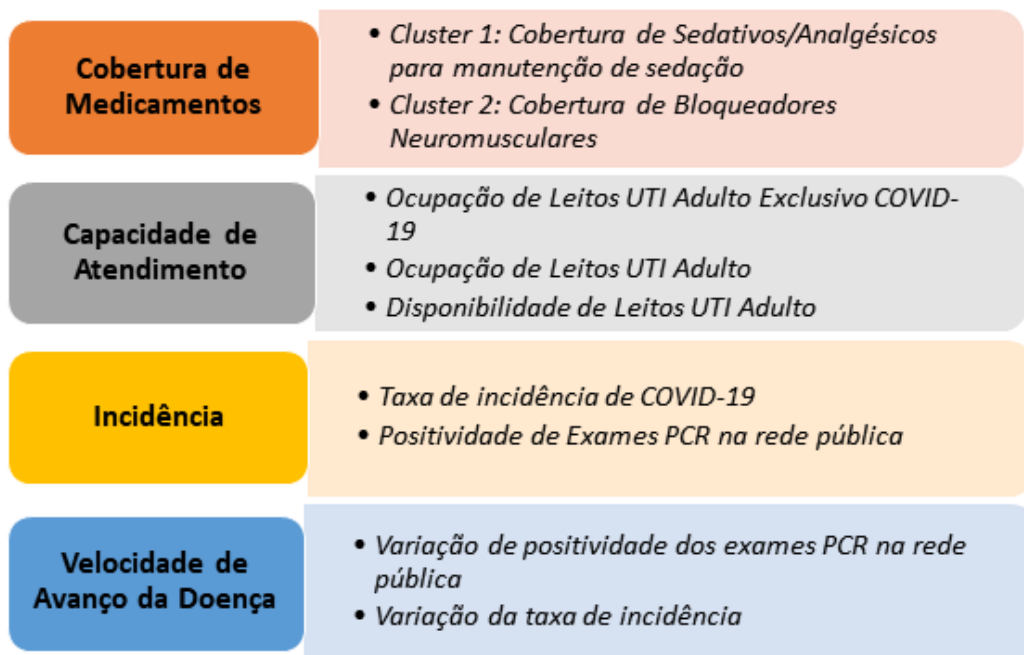 Cobertura de
Medicamentos
• Cluster 1: Cobertura de Sedativos/Analgésicos
para manutenção de sedação
• Cluster 2: Cobertura de Bloqueadores
Neuromusculares
Capacidade de
Atendimento
• Ocupação de Leitos UTI Adulto Exclusivo COVID-
19
• Ocupação de Leitos UTI Adulto
• Disponibilidade de Leitos UTI Adulto
Incidência
• Taxa de incidência de COVID-19
• Positividade de Exames PCR na rede pública
Velocidade de
Avanço da Doença
• Variação de positividade dos exames PCR na rede
pública
• Variação da taxa de incidência